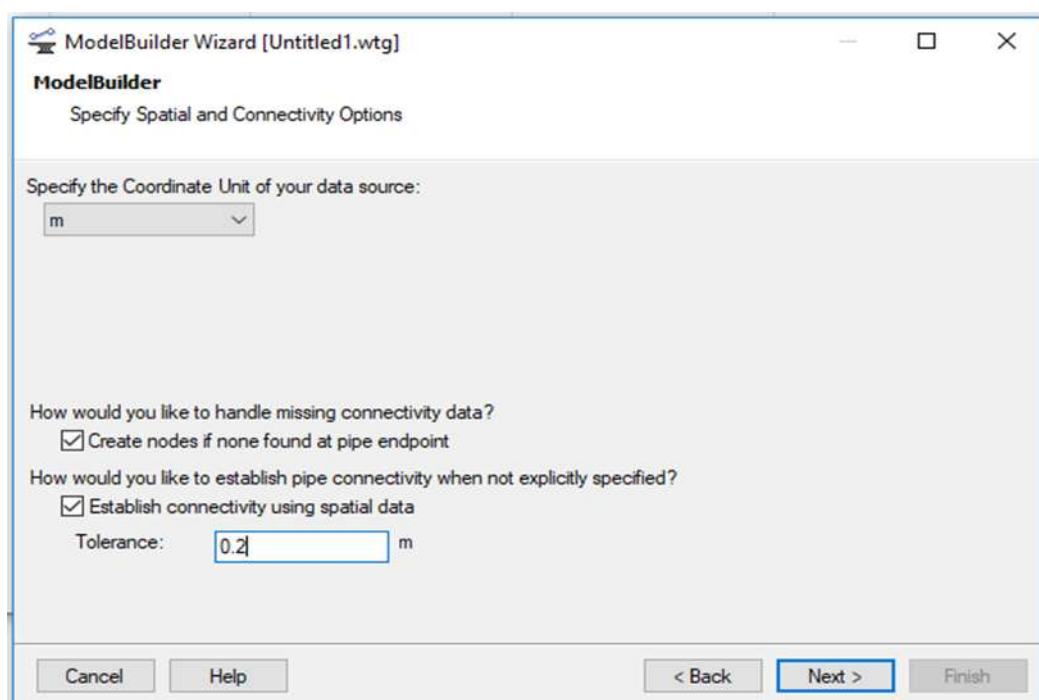 ModelBuilder Wizard [Untitled1.wtg]
ModelBuilder
Specify Spatial and Connectivity Options
Specify the Coordinate Unit of your data source:
m
How would you like to handle missing connectivity data?
Create nodes if none found at pipe endpoint
How would you like to establish pipe connectivity when not explicitly specified?
Establish connectivity using spatial data
Tolerance: 0.2 m
Cancel Help < Back Next > Finish